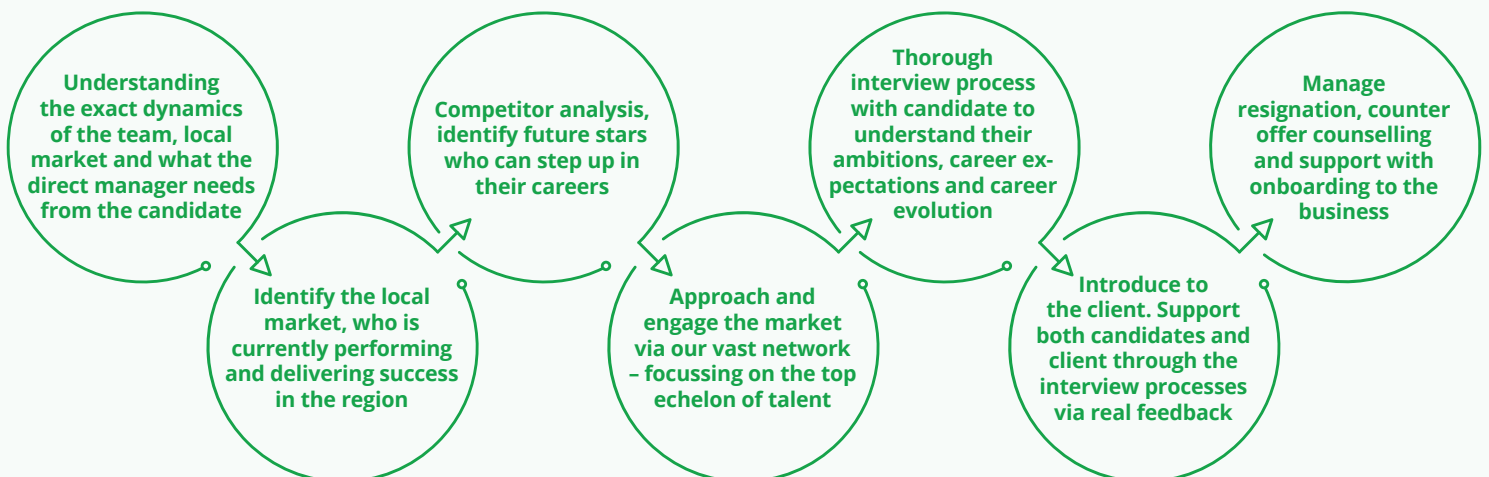 Understanding
the exact dynamics
of the team, local
market and what the
direct manager needs
from the candidate
Identify the local
market, who is
currently performing
and delivering success
in the region
Competitor analysis,
identify future stars
who can step up in
their careers
Approach and
engage the market
via our vast network
– focussing on the top
echelon of talent
Thorough
interview process
with candidate to
understand their
ambitions, career ex-
pectations and career
evolution
Introduce to
the client. Support
both candidates and
client through the
interview processes
via real feedback
Manage
resignation, counter
offer counselling
and support with
onboarding to the
business